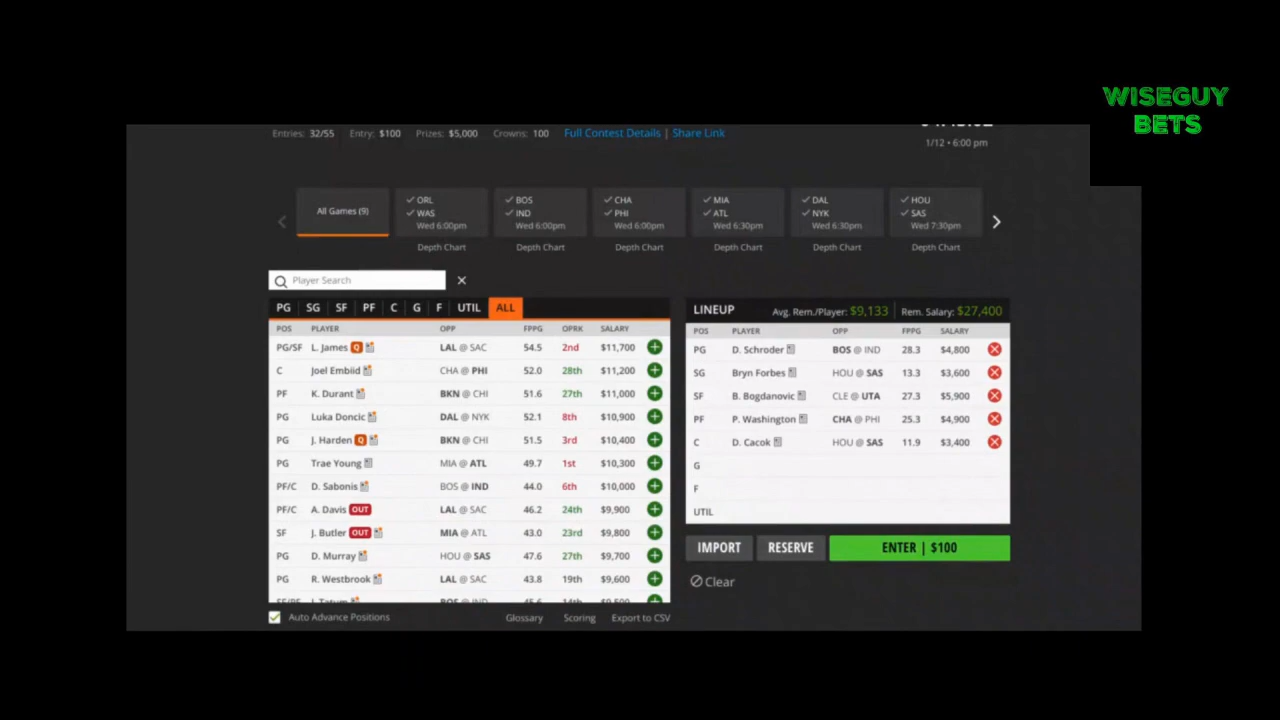 WISEGUY
BETS
Entries: 32/55 Entry: $100 Prizes: $5,000 Crowns: 100 Full Contest Details | Share Link
1/12 • 6:00 pm
All Games (9)
ORL
WAS
Wed 6:00pm
Depth Chart
BOS
IND
Wed 6:00pm
Depth Chart
CHA
PHI
Wed 6:00pm
Depth Chart
MIA
ATL
Wed 6:30pm
Depth Chart
DAL
NYK
Wed 6:30pm
Depth Chart
HOU
SAS
Wed 7:30pm
Depth Chart
Player Search
PG SG SF PF C G F UTIL ALL
POS PLAYER OPP FPPG OPRK SALARY
PG/SF L. James Q LAL @ SAC 54.5 2nd $11,700
C Joel Embiid CHA @ PHI 52.0 28th $11,200
PF K. Durant BKN @ CHI 51.6 27th $11,000
PG Luka Doncic DAL @ NYK 52.1 8th $10,900
PG J. Harden Q BKN @ CHI 51.5 3rd $10,400
PG Trae Young MIA @ ATL 49.7 1st $10,300
PF/C D. Sabonis BOS @ IND 44.0 6th $10,000
PF/C A. Davis OUT LAL @ SAC 46.2 24th $9,900
SF J. Butler OUT MIA @ ATL 43.0 23rd $9,800
PG D. Murray HOU @ SAS 47.6 27th $9,700
PG R. Westbrook LAL @ SAC 43.8 19th $9,600
SF/PF J. Tatum BOS @ IND 45.6 14th $9,500
Auto Advance Positions Glossary Scoring Export to CSV
LINEUP Avg. Rem./Player: $9,133 Rem. Salary: $27,400
POS PLAYER OPP FPPG SALARY
PG D. Schroder BOS @ IND 28.3 $4,800
SG Bryn Forbes HOU @ SAS 13.3 $3,600
SF B. Bogdanovic CLE @ UTA 27.3 $5,900
PF P. Washington CHA @ PHI 25.3 $4,900
C D. Cacok HOU @ SAS 11.9 $3,400
G
F
UTIL
IMPORT RESERVE ENTER | $100
Clear